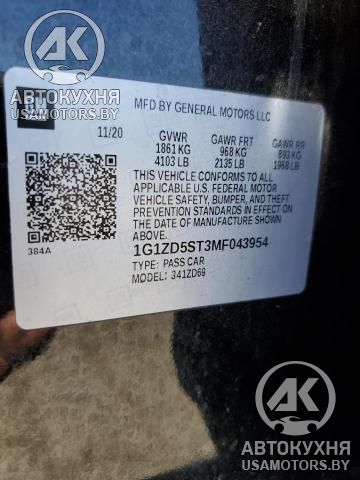 АК
АВТОКУХНЯ
USAMOTORS.BY
GM
MFD BY GENERAL MOTORS LLC
11/20 GVWR GAWR FRT GAWR RR
1861 KG 968 KG 893 KG
4103 LB 2135 LB 1968 LB
THIS VEHICLE CONFORMS TO ALL
APPLICABLE U.S. FEDERAL MOTOR
VEHICLE SAFETY, BUMPER, AND THEFT
PREVENTION STANDARDS IN EFFECT ON
THE DATE OF MANUFACTURE SHOWN
ABOVE.
384A
1G1ZD5ST3MF043954
TYPE: PASS CAR
MODEL: 341ZD69
АК
АВТОКУХНЯ
USAMOTORS.BY